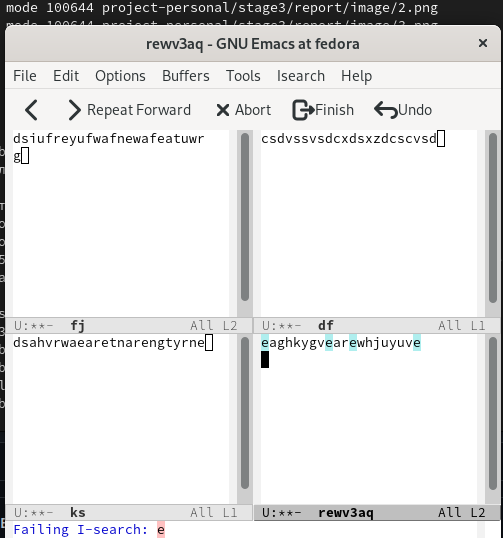 mode 100644 project-personal/stage3/report/image/2.png
mode 100644 project-personal/stage3/report/image/3.png
rewv3aq - GNU Emacs at fedora
File Edit Options Buffers Tools Isearch Help
Repeat Forward Abort Finish Undo
dsiufreyufwafnewafeatuwr
g
U:**- fj All L2
csdvssvsdcxdsxzdcscvsd
U:**- df All L1
dsahvrwaearetnarengtyrne
U:**- ks All L1
eaghkygvearewhjuyuve
U:**- rewv3aq All L2
Failing I-search: e